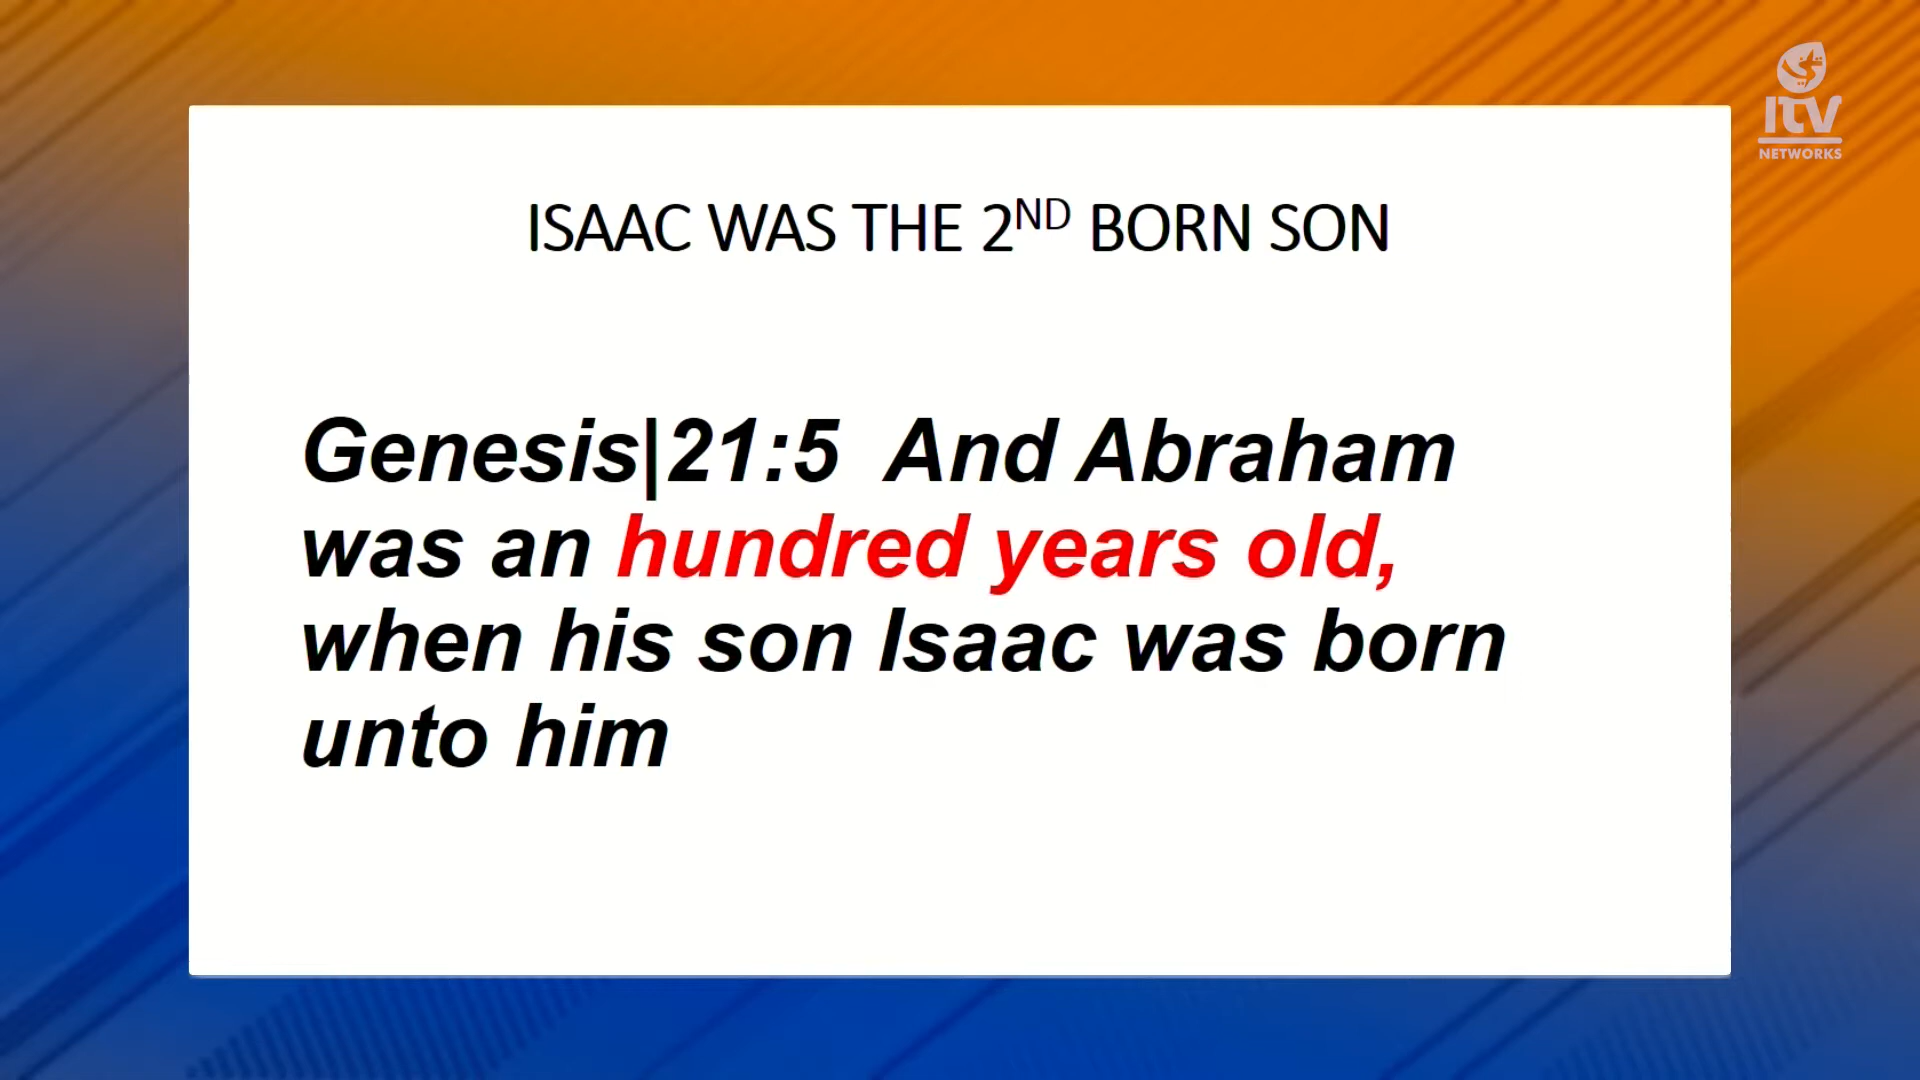 ITV
NETWORKS
ISAAC WAS THE 2ND BORN SON
Genesis|21:5  And Abraham
was an hundred years old,
when his son Isaac was born
unto him